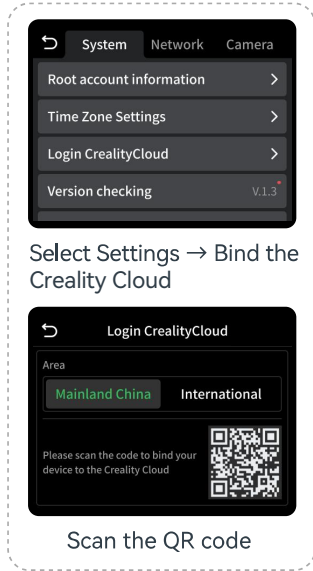 System Network Camera
Root account information
Time Zone Settings
Login CrealityCloud
Version checking V.1.3
Select Settings → Bind the
Creality Cloud
Login CrealityCloud
Area
Mainland China International
Please scan the code to bind your
device to the Creality Cloud
Scan the QR code